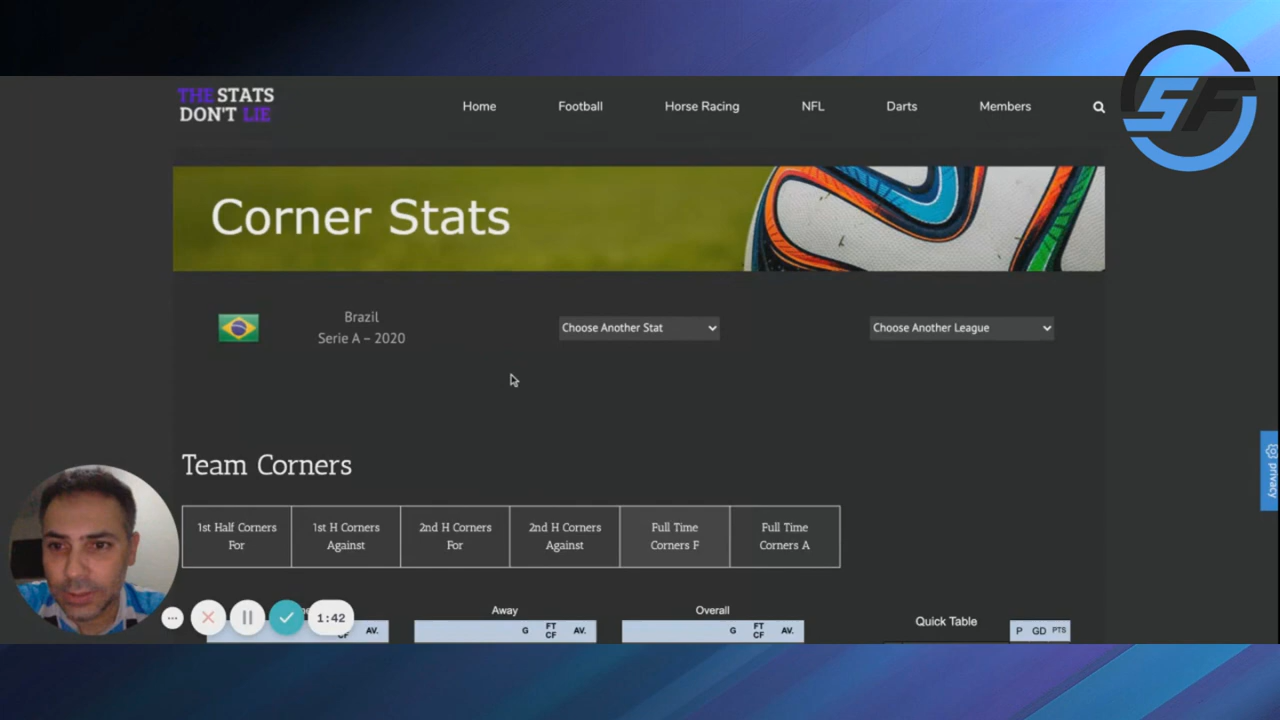 THE STATS
DON'T LIE
Home
Football
Horse Racing
NFL
Darts
Members
SF
Corner Stats
Brazil
Serie A – 2020
Choose Another Stat
Choose Another League
privacy
Team Corners
1st Half Corners
For
1st H Corners
Against
2nd H Corners
For
2nd H Corners
Against
Full Time
Corners F
Full Time
Corners A
1:42
CF
AV.
Away
G
FT
CF
AV.
Overall
G
FT
CF
AV.
Quick Table
P GD PTS